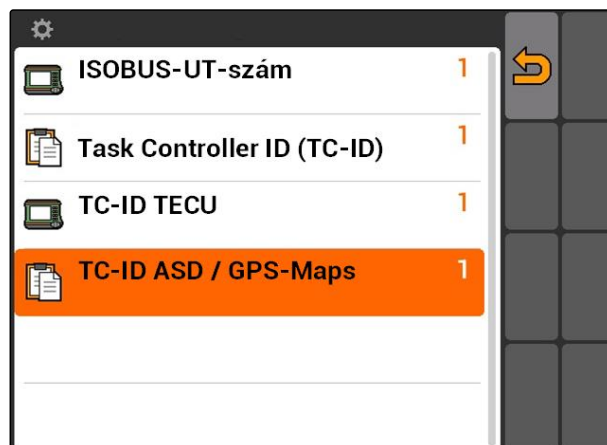 ISOBUS-UT-szám 1
Task Controller ID (TC-ID) 1
TC-ID TECU 1
TC-ID ASD / GPS-Maps 1